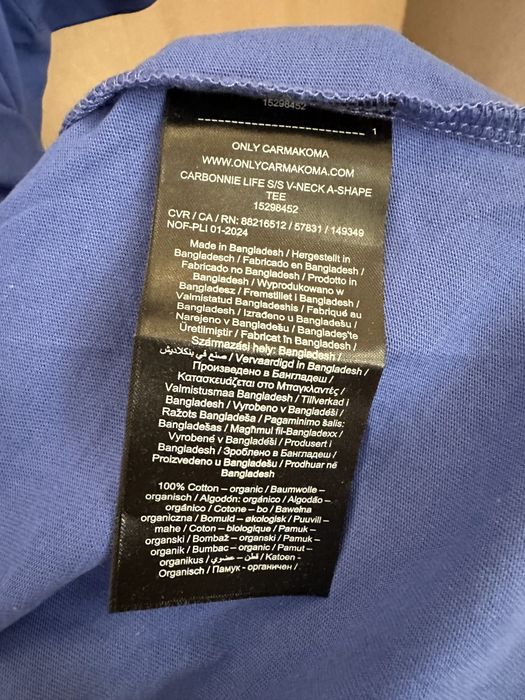 15298452
1
ONLY CARMAKOMA
WWW.ONLYCARMAKOMA.COM
CARBONNIE LIFE S/S V-NECK A-SHAPE
TEE
15298452
CVR / CA / RN: 88216512 / 57831 / 149349
NOF-PLI 01-2024
Made in Bangladesh / Hergestellt in
Bangladesch / Fabricado en Bangladesh /
Fabricado no Bangladesh / Prodotto in
Bangladesh / Wyprodukowano w
Bangladesz / Fremstillet i Bangladesh /
Valmistatud Bangladeshis / Fabriqué au
Bangladesh / Izrađeno u Bangladešu /
Narejeno v Bangladešu / Bangladeş'te
Üretilmiştir / Fabricat în Bangladesh /
Származási hely: Bangladesh /
صنع في بنكلاديش / Vervaardigd in Bangladesh /
Произведено в Бангладеш /
Κατασκευάζεται στο Μπαγκλαντές /
Valmistusmaa Bangladesh / Tillverkad i
Bangladesh / Vyrobeno v Bangladéši /
Ražots Bangladeša / Pagaminimo šalis:
Bangladešas / Magħmul fil-Bangladexx /
Vyrobené v Bangladéši / Produsert i
Bangladesh / Зроблено в Бангладеш /
Proizvedeno u Bangladešu / Prodhuar në
Bangladesh
100% Cotton – organic / Baumwolle –
organisch / Algodón: orgánico / Algodão –
orgânico / Cotone – bo / Bawełna
organiczna / Bomuld – økologisk / Puuvill –
mahe / Coton – biologique / Pamuk –
organski / Bombaž – organski / Pamuk –
organik / Bumbac – organic / Pamut –
organikus / قطن – عضوي / Katoen -
Organisch / Памук - органичен /